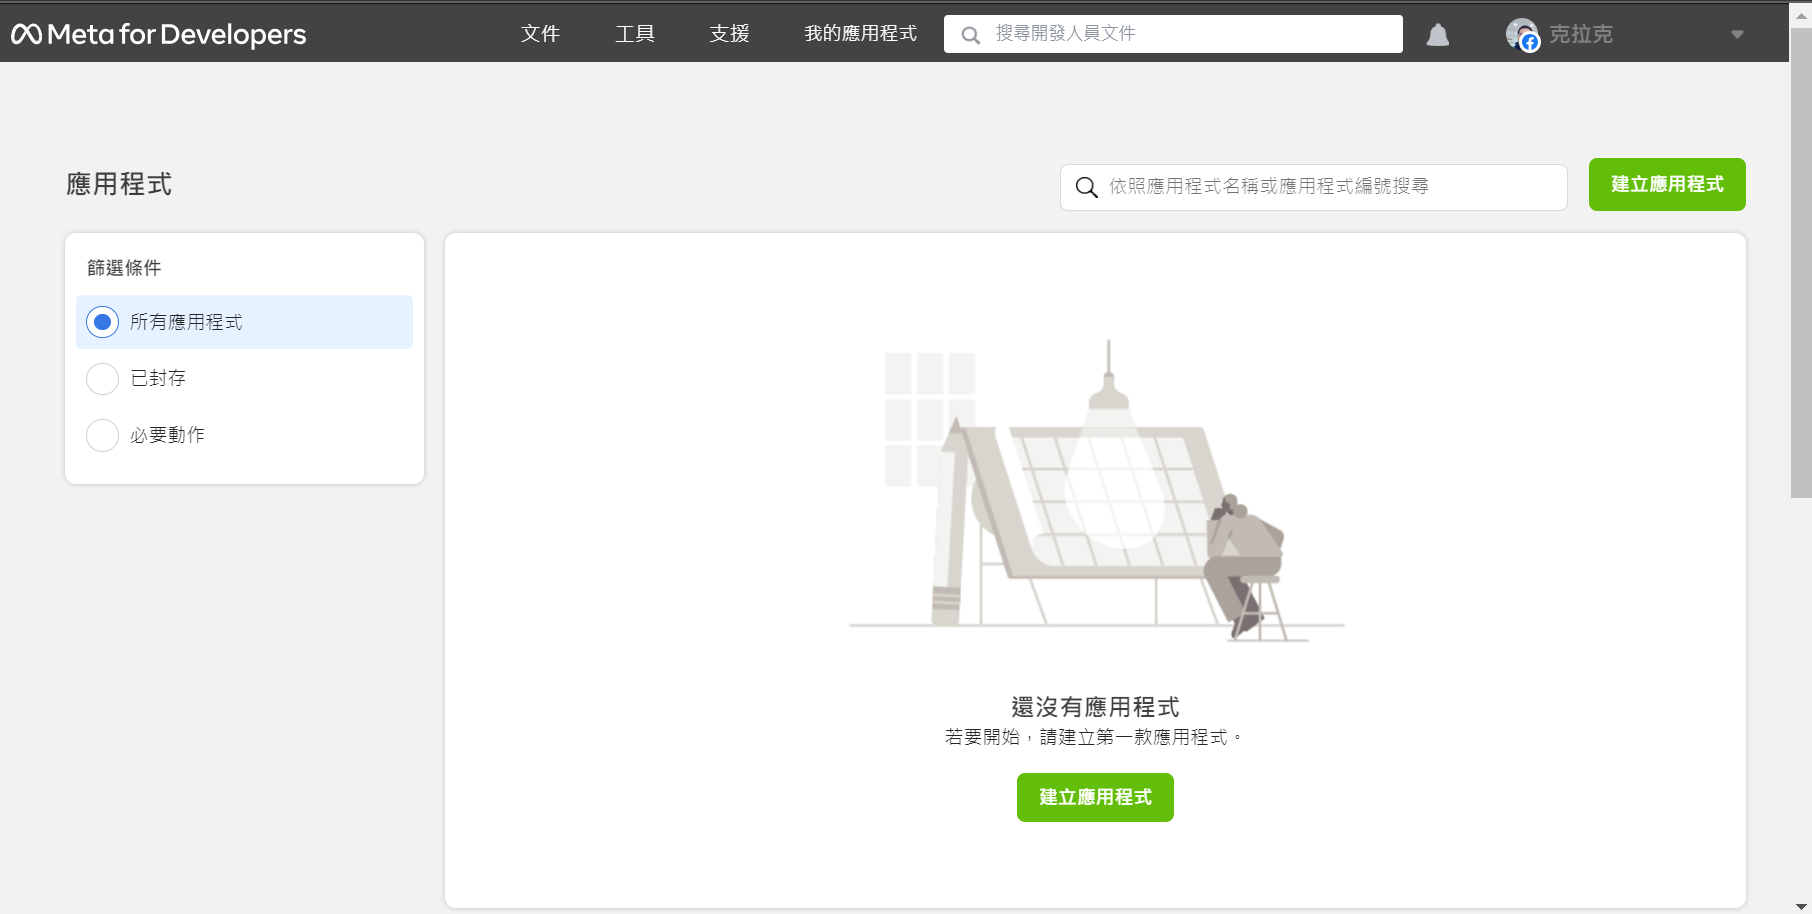 Meta for Developers
文件
工具
支援
我的應用程式
搜尋開發人員文件
克拉克
應用程式
依照應用程式名稱或應用程式編號搜尋
建立應用程式
篩選條件
所有應用程式
已封存
必要動作
還沒有應用程式
若要開始，請建立第一款應用程式。
建立應用程式